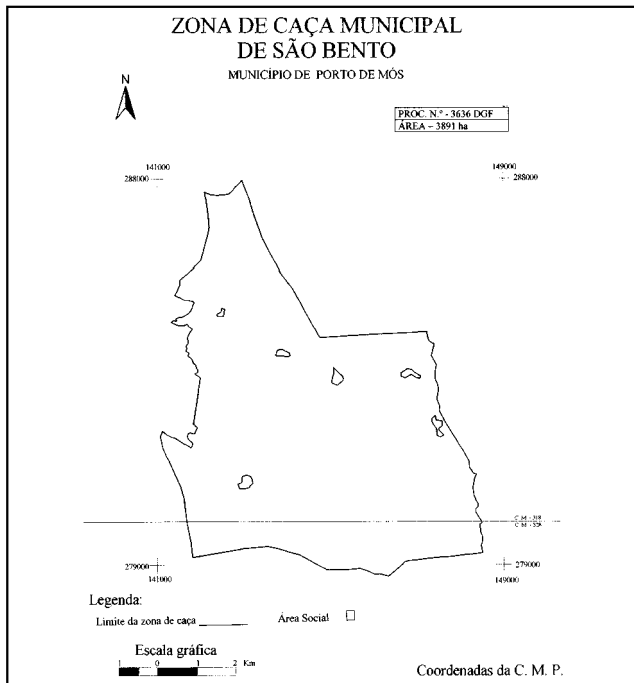 ZONA DE CAÇA MUNICIPAL
DE SÃO BENTO
MUNICÍPIO DE PORTO DE MÓS
N
PROC. N.º - 3636 DGF
ÁREA - 3891 ha
141000
149000
288000
288000
C. M. - 318
C. M. - 328
279000
279000
141000
149000
Legenda:
Limite da zona de caça
Área Social
Escala gráfica
1 0 1 2 Km
Coordenadas da C. M. P.